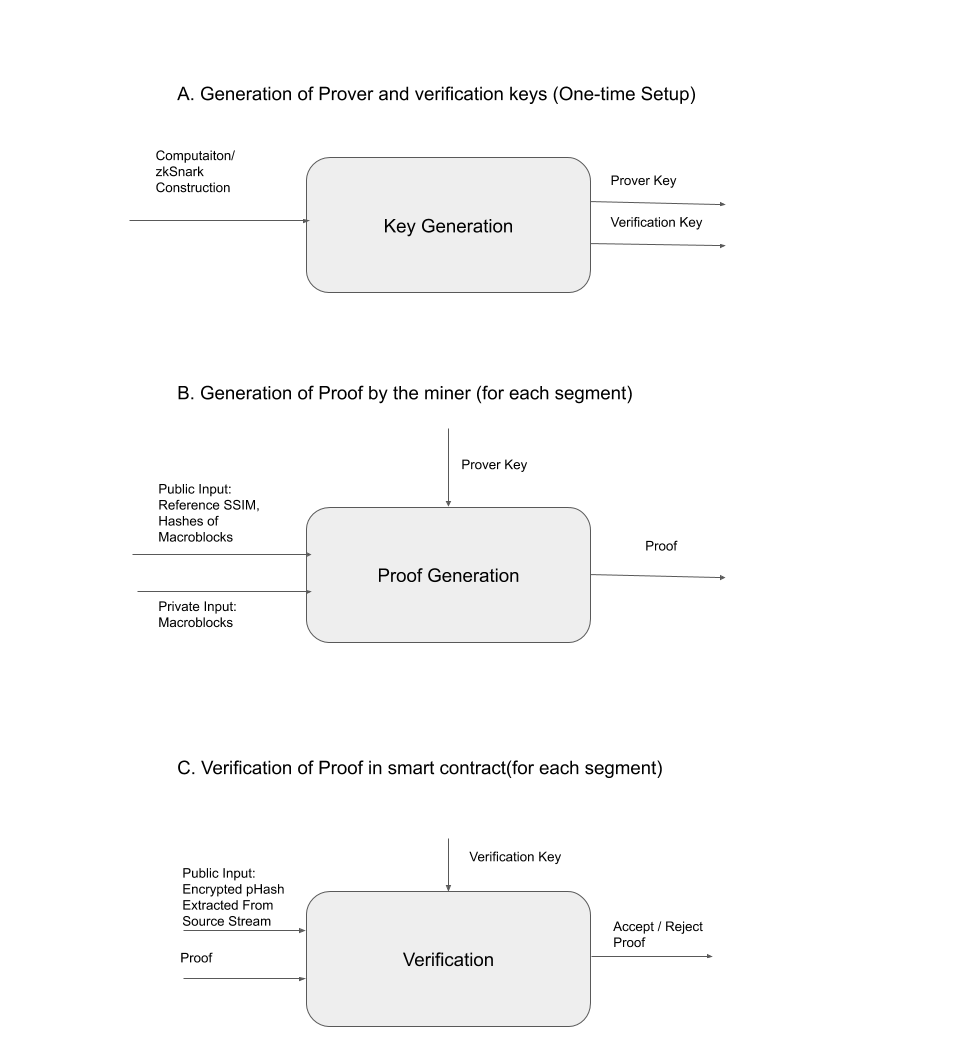 A. Generation of Prover and verification keys (One-time Setup)
Computaiton/
zkSnark
Construction
Key Generation
Prover Key
Verification Key
B. Generation of Proof by the miner (for each segment)
Prover Key
Public Input:
Reference SSIM,
Hashes of
Macroblocks
Proof Generation
Proof
Private Input:
Macroblocks
C. Verification of Proof in smart contract(for each segment)
Verification Key
Public Input:
Encrypted pHash
Extracted From
Source Stream
Proof
Verification
Accept / Reject
Proof